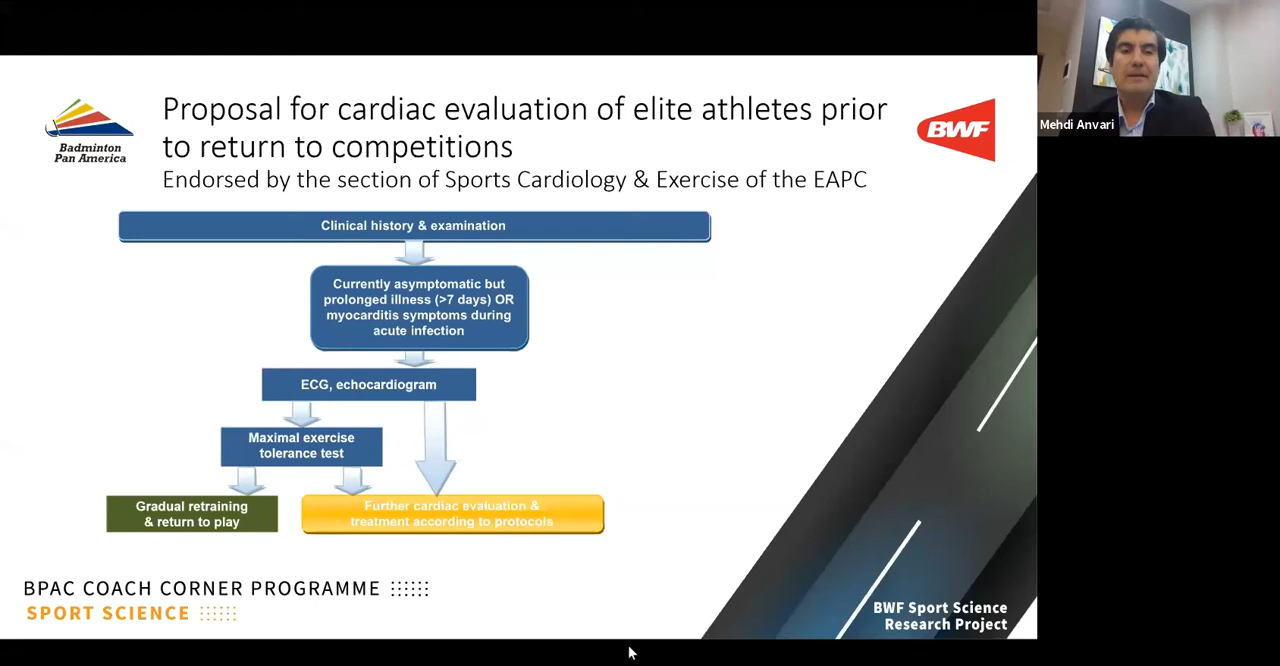 Proposal for cardiac evaluation of elite athletes prior
to return to competitions
Endorsed by the section of Sports Cardiology & Exercise of the EAPC
Badminton
Pan America
BWF
Mehdi Anvari
Clinical history & examination
Currently asymptomatic but
prolonged illness (>7 days) OR
myocarditis symptoms during
acute infection
ECG, echocardiogram
Maximal exercise
tolerance test
Gradual retraining
& return to play
Further cardiac evaluation &
treatment according to protocols
BPAC COACH CORNER PROGRAMME
SPORT SCIENCE
BWF Sport Science
Research Project